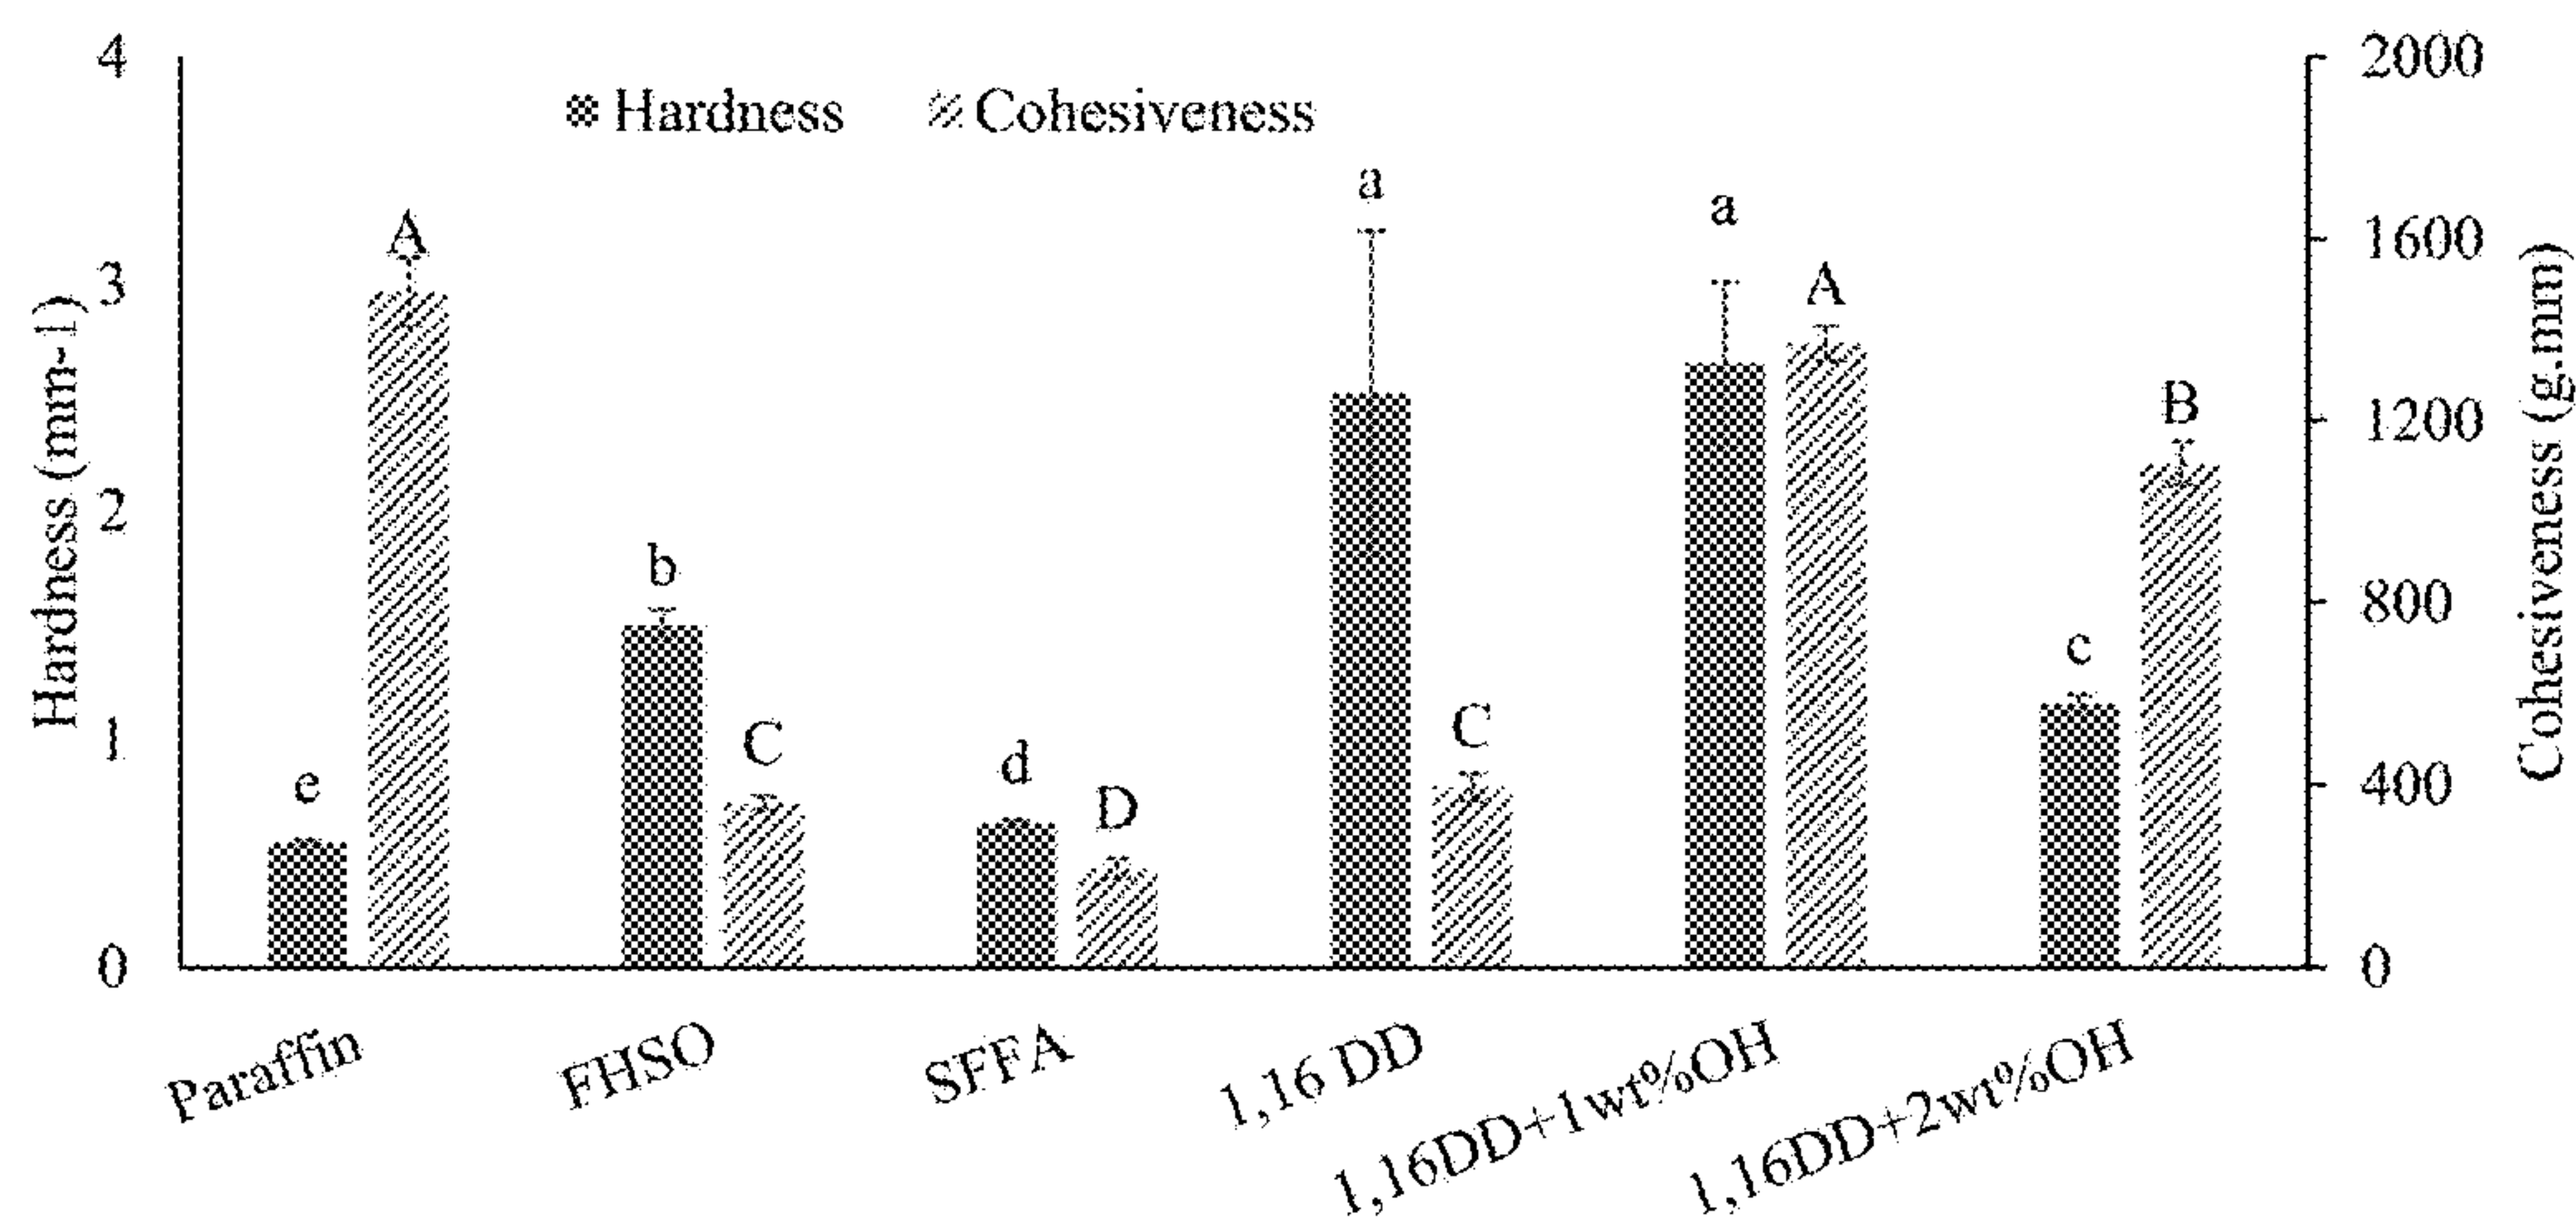 Hardness Cohesiveness
Hardness (mm-1)
4
3
2
1
0
e A
b C
d D
a C
a A
c B
2000
1600
1200
800
400
0
Cohesiveness (g.mm)
Paraffin
FHSO
SFFA
1,16 DD
1,16DD+1wt%OH
1,16DD+2wt%OH